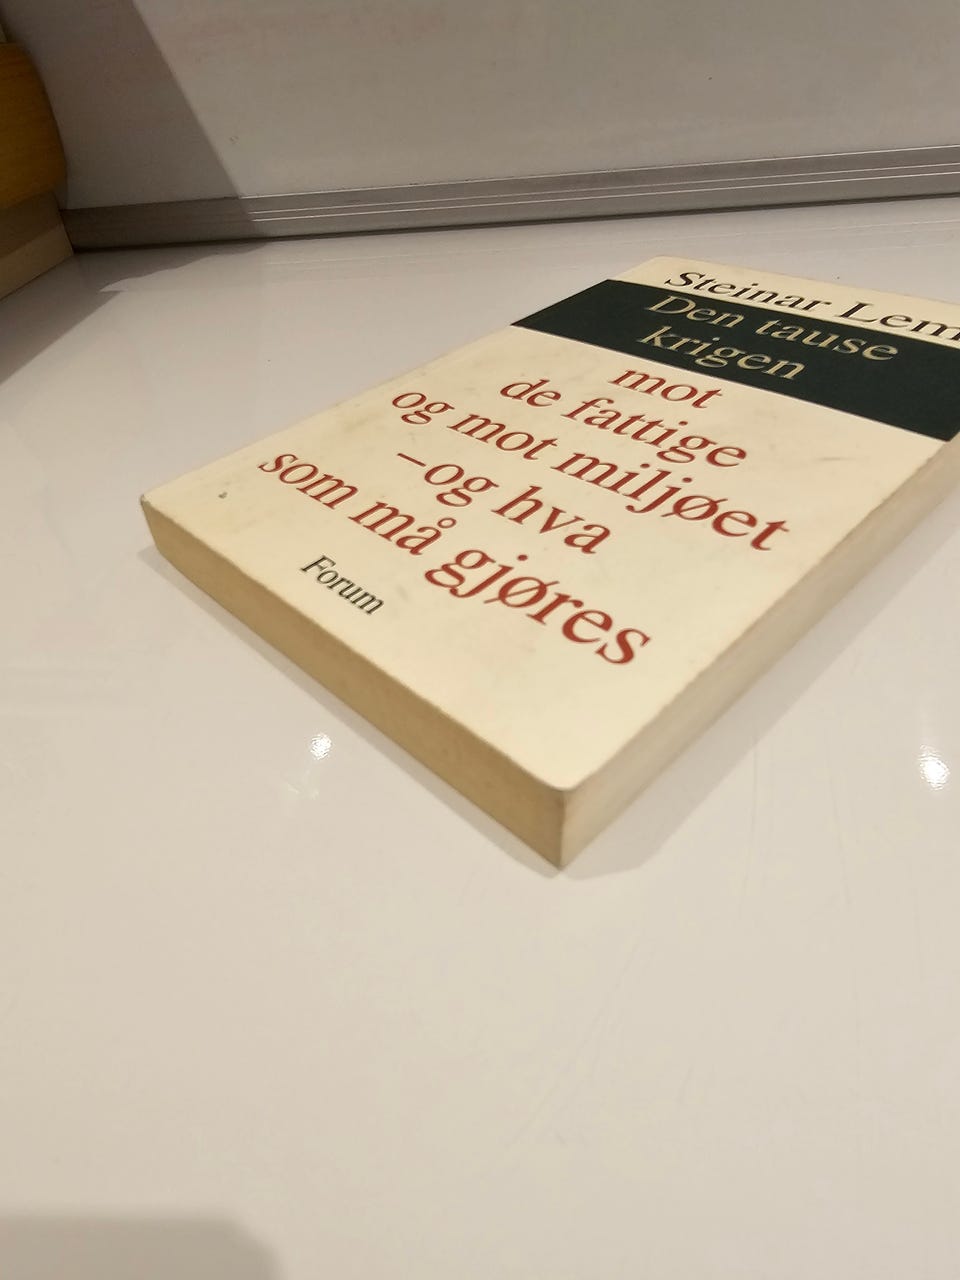 Steinar Lem
Den tause
krigen
mot
de fattige
og mot miljøet
–og hva
som må gjøres
Forum